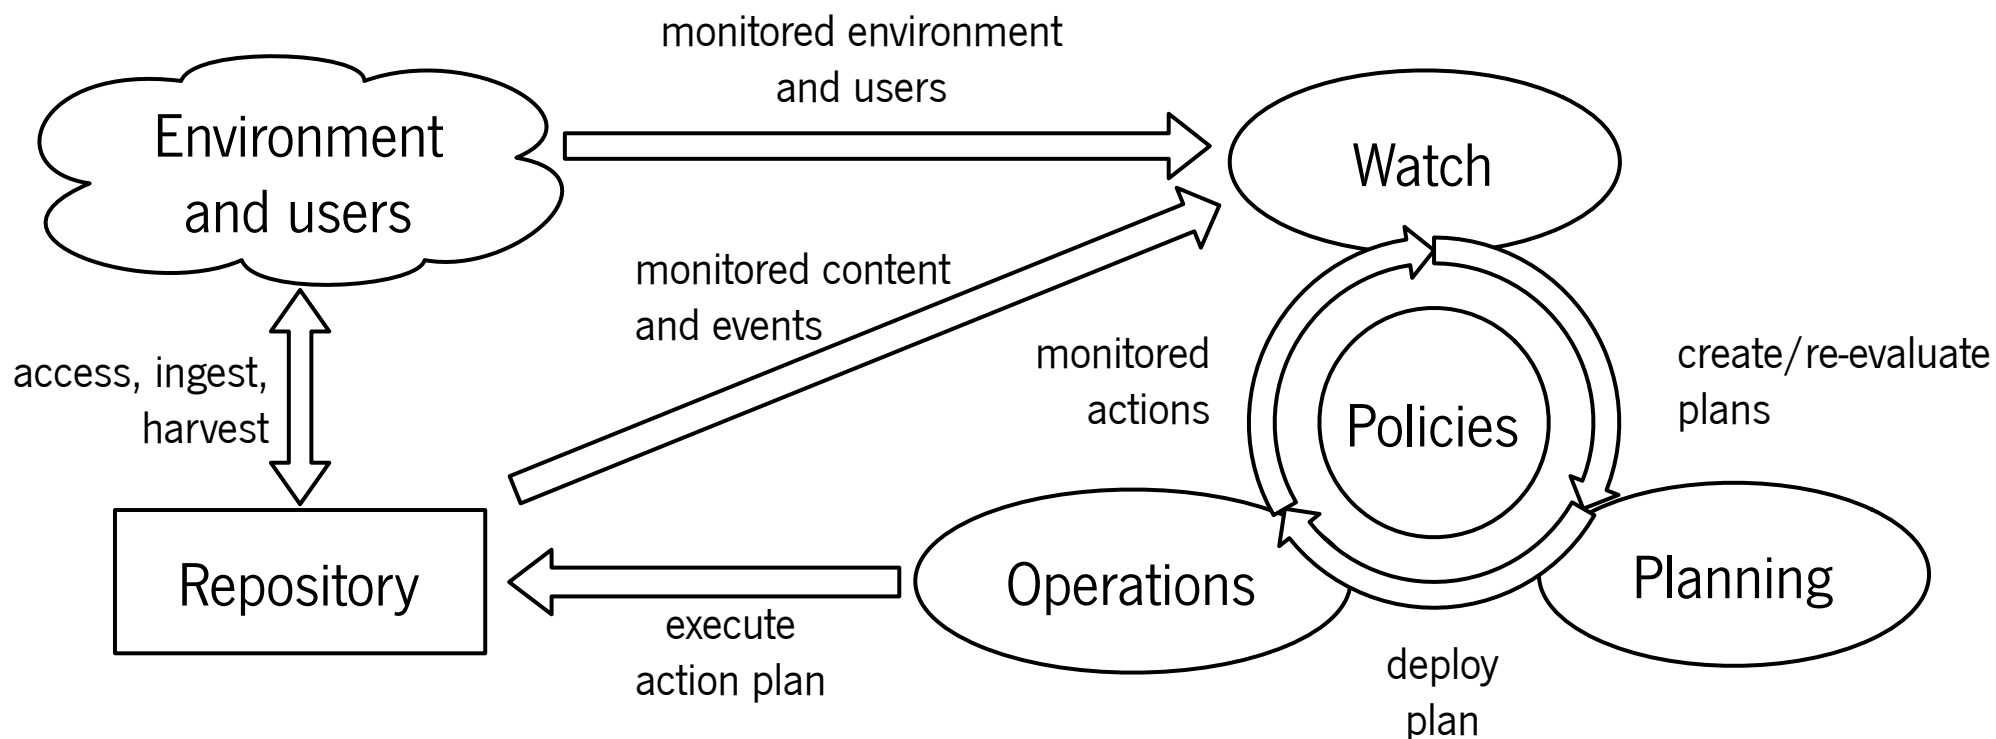 monitored environment
and users
Environment
and users
Watch
monitored content
and events
access, ingest,
harvest
monitored
actions
Policies
create/re-evaluate
plans
Repository
execute
action plan
Operations
Planning
deploy
plan